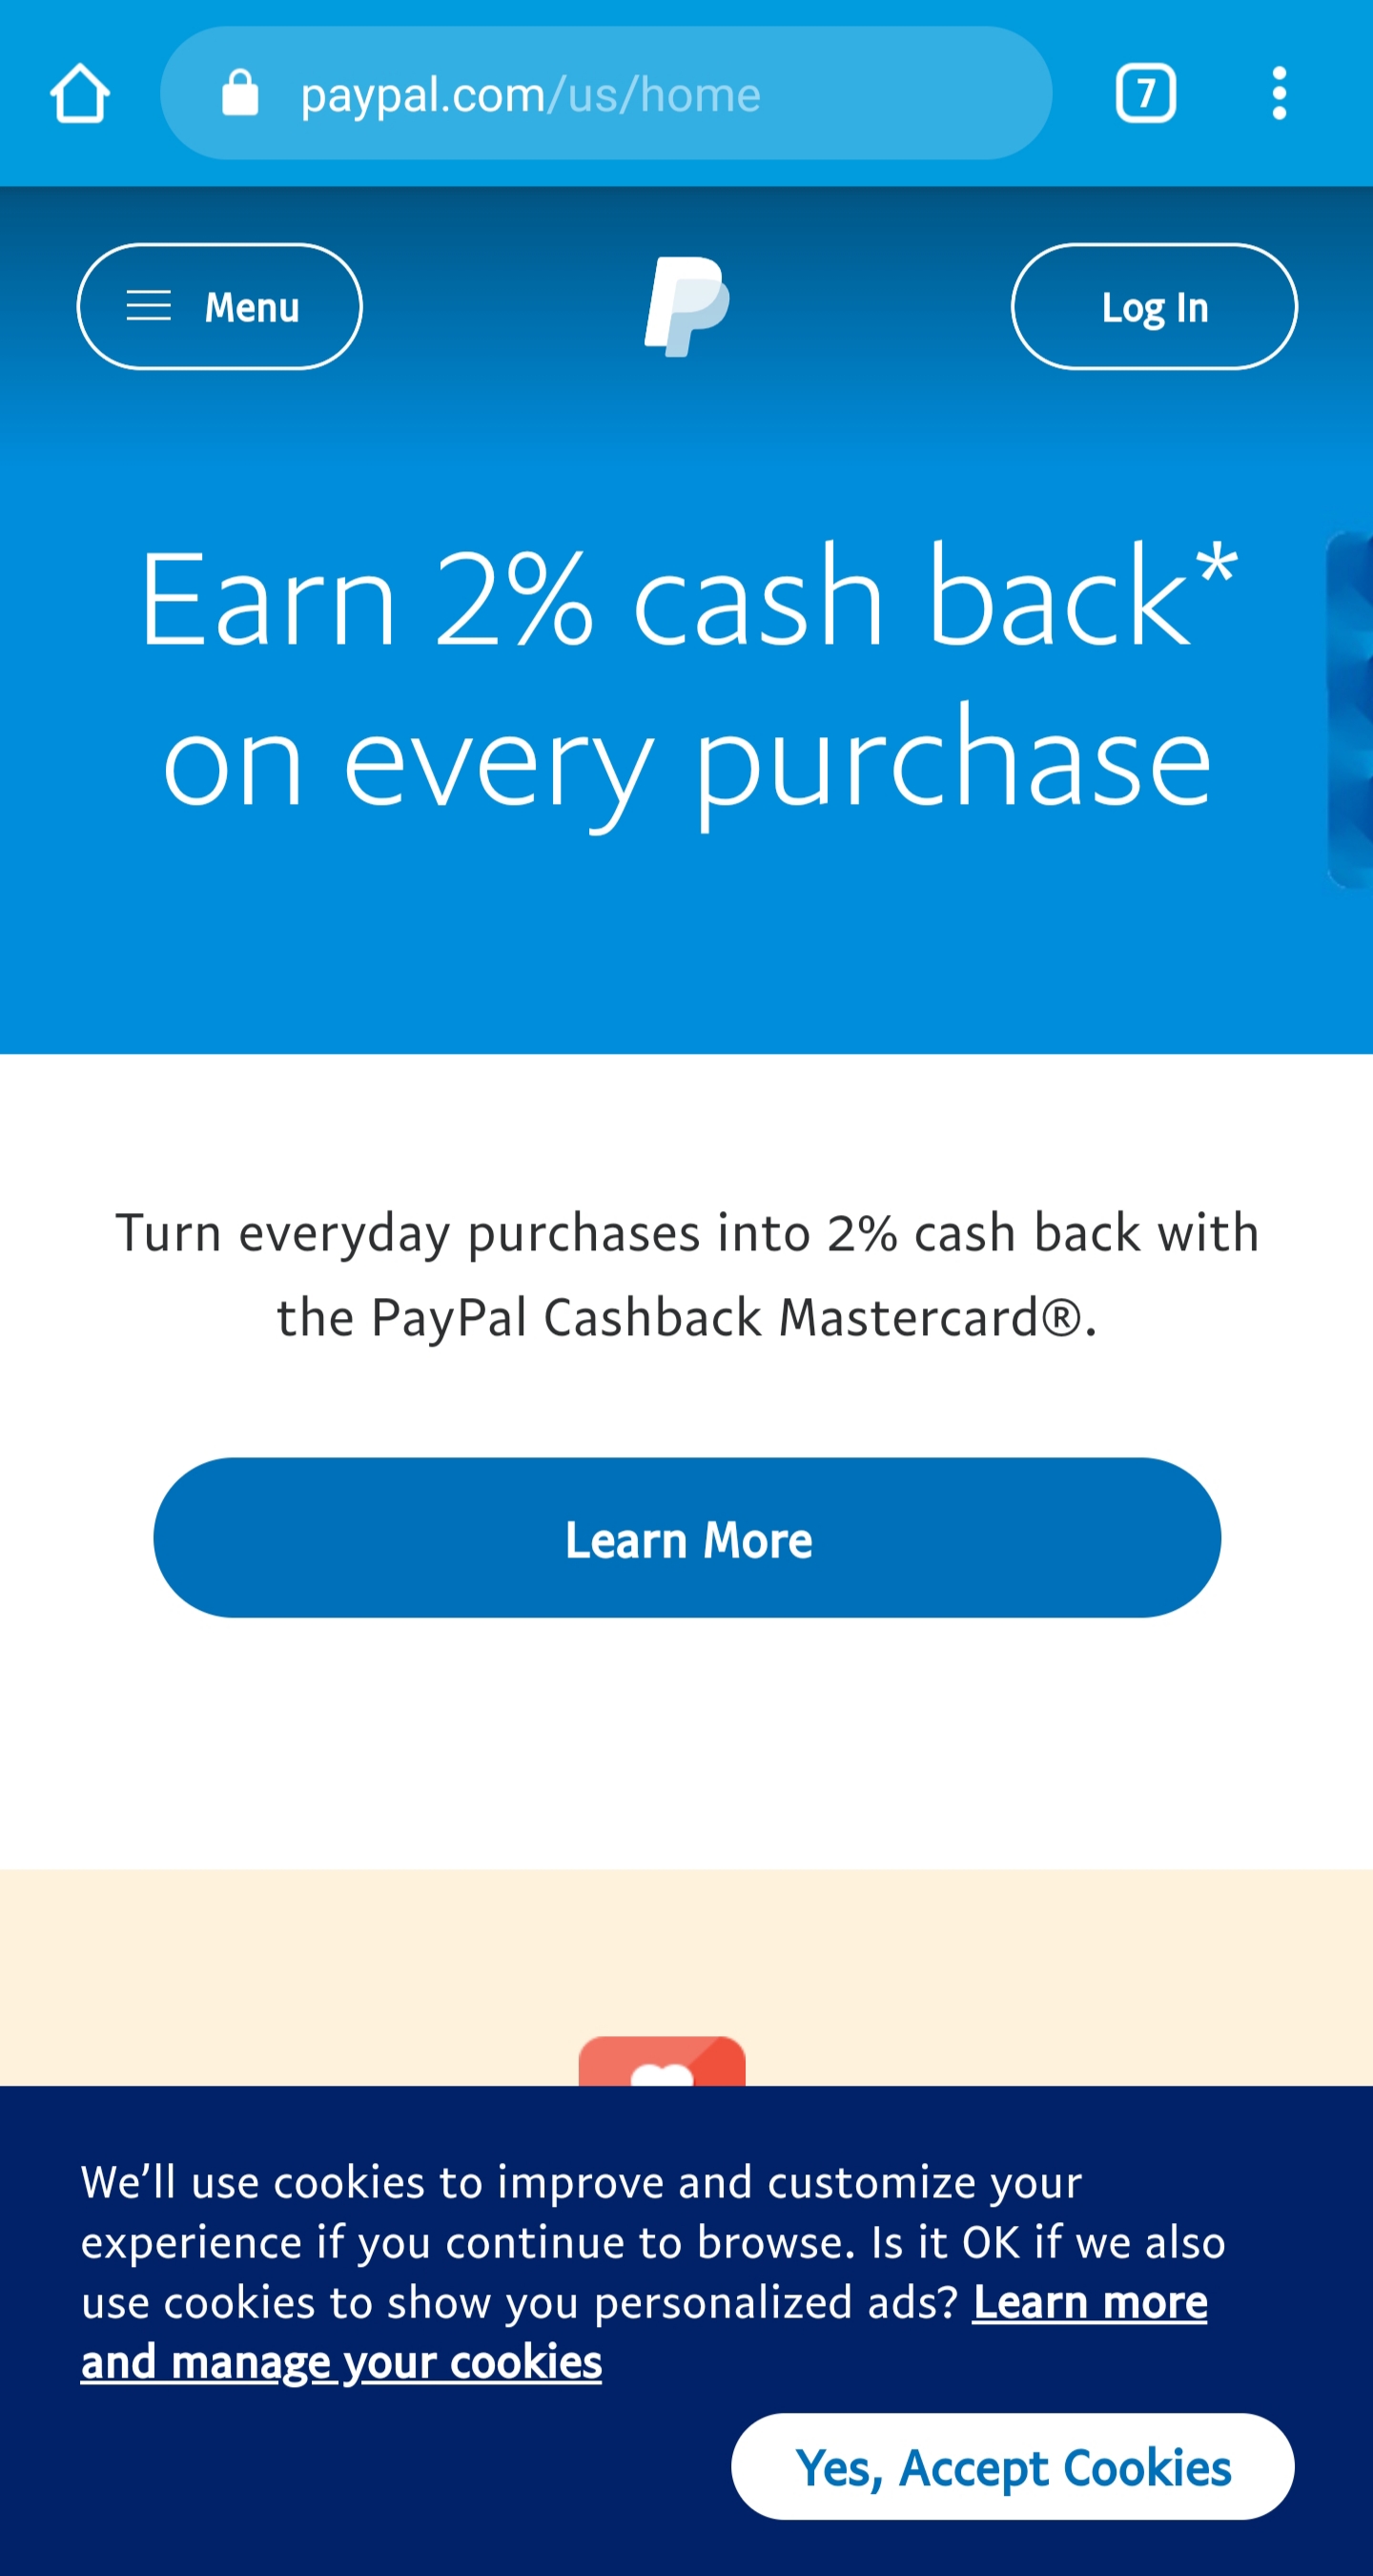 paypal.com/us/home
7
Menu
Log In
Earn 2% cash back*
on every purchase
Turn everyday purchases into 2% cash back with
the PayPal Cashback Mastercard®.
Learn More
We’ll use cookies to improve and customize your
experience if you continue to browse. Is it OK if we also
use cookies to show you personalized ads? Learn more
and manage your cookies
Yes, Accept Cookies